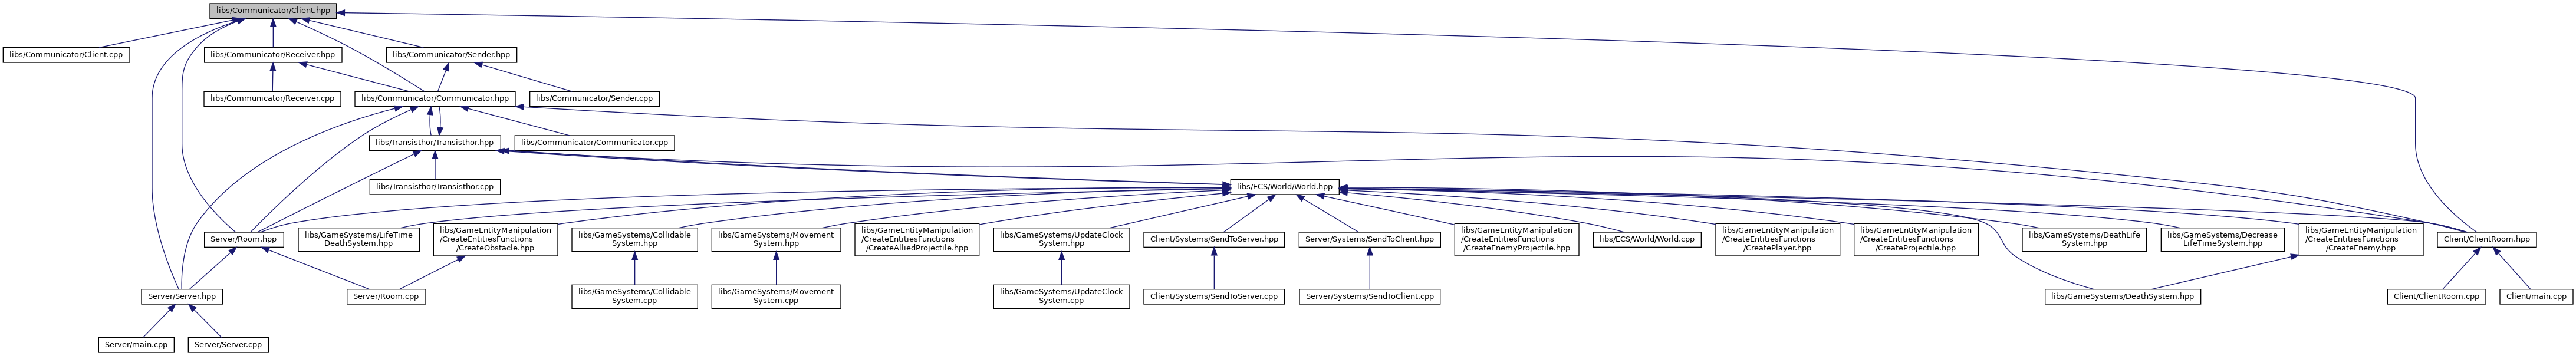 libs/Communicator/Client.hpp
libs/Communicator/Client.cpp
libs/Communicator/Receiver.hpp
libs/Communicator/Sender.hpp
libs/Communicator/Receiver.cpp
libs/Communicator/Communicator.hpp
libs/Communicator/Sender.cpp
libs/Transisthor/Transisthor.hpp
libs/Communicator/Communicator.cpp
libs/Transisthor/Transisthor.cpp
libs/ECS/World/World.hpp
Server/Room.hpp
libs/GameSystems/LifeTime
DeathSystem.hpp
libs/GameEntityManipulation
/CreateEntitiesFunctions
/CreateObstacle.hpp
libs/GameSystems/Collidable
System.hpp
libs/GameSystems/Movement
System.hpp
libs/GameEntityManipulation
/CreateEntitiesFunctions
/CreateAlliedProjectile.hpp
libs/GameSystems/UpdateClock
System.hpp
Client/Systems/SendToServer.hpp
Server/Systems/SendToClient.hpp
libs/GameEntityManipulation
/CreateEntitiesFunctions
/CreateEnemyProjectile.hpp
libs/ECS/World/World.cpp
libs/GameEntityManipulation
/CreateEntitiesFunctions
/CreatePlayer.hpp
libs/GameEntityManipulation
/CreateEntitiesFunctions
/CreateProjectile.hpp
libs/GameSystems/DeathLife
System.hpp
libs/GameSystems/Decrease
LifeTimeSystem.hpp
libs/GameEntityManipulation
/CreateEntitiesFunctions
/CreateEnemy.hpp
Client/ClientRoom.hpp
Server/Server.hpp
Server/Room.cpp
libs/GameSystems/Collidable
System.cpp
libs/GameSystems/Movement
System.cpp
libs/GameSystems/UpdateClock
System.cpp
Client/Systems/SendToServer.cpp
Server/Systems/SendToClient.cpp
libs/GameSystems/DeathSystem.hpp
Client/ClientRoom.cpp
Client/main.cpp
Server/main.cpp
Server/Server.cpp